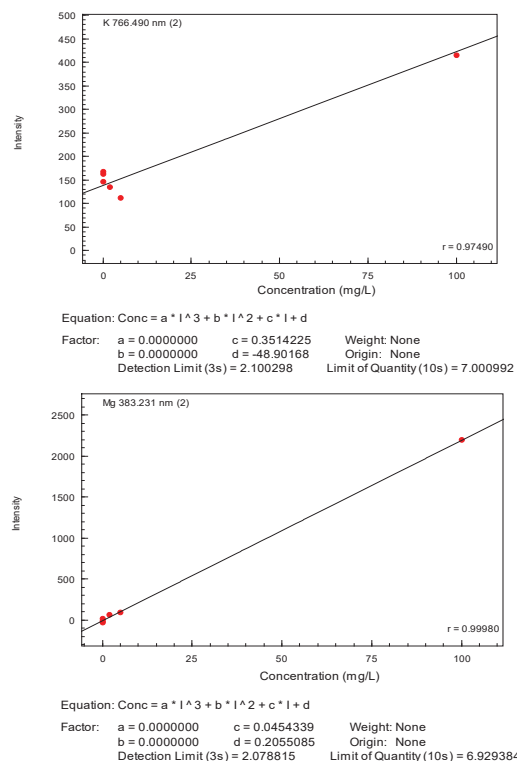 500
K 766.490 nm (2)
450
400
350
300
250
200
150
100
50
0
Intensity
r = 0.97490
0 25 50 75 100
Concentration (mg/L)
Equation: Conc = a * I ^ 3 + b * I ^ 2 + c * I + d
Factor: a = 0.0000000 c = 0.3514225 Weight: None
b = 0.0000000 d = -48.90168 Origin: None
Detection Limit (3s) = 2.100298 Limit of Quantity (10s) = 7.000992
Mg 383.231 nm (2)
2500
2000
1500
1000
500
0
Intensity
r = 0.99980
0 25 50 75 100
Concentration (mg/L)
Equation: Conc = a * I ^ 3 + b * I ^ 2 + c * I + d
Factor: a = 0.0000000 c = 0.0454339 Weight: None
b = 0.0000000 d = 0.2055085 Origin: None
Detection Limit (3s) = 2.078815 Limit of Quantity (10s) = 6.929384